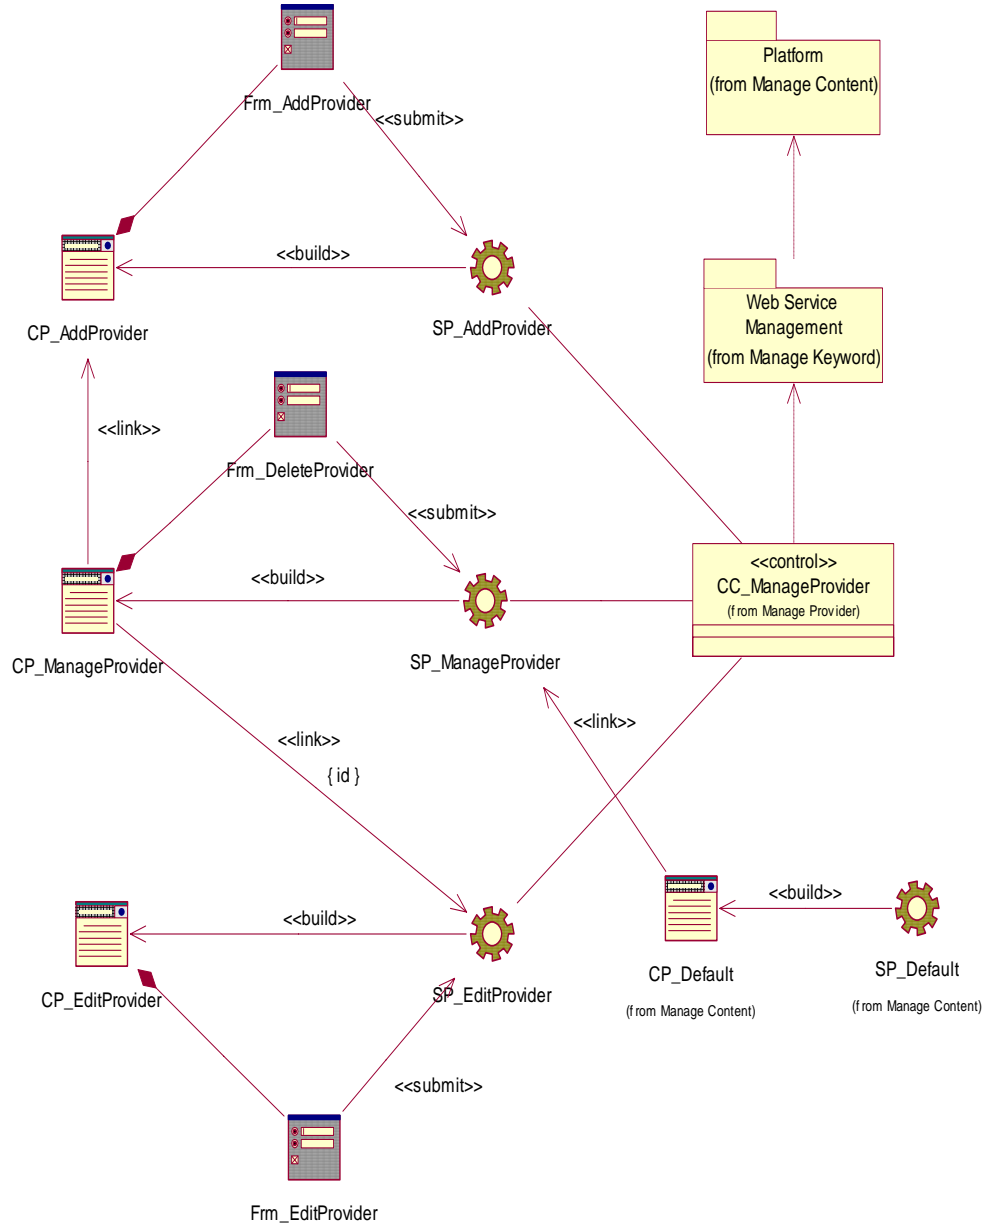 Platform
(from Manage Content)
Frm_AddProvider
<<submit>>
<<build>>
CP_AddProvider
SP_AddProvider
Web Service
Management
(from Manage Keyword)
<<link>>
Frm_DeleteProvider
<<submit>>
<<build>>
<<control>>
CC_ManageProvider
(from Manage Provider)
CP_ManageProvider
SP_ManageProvider
<<link>>
<<link>>
{ id }
<<build>>
<<build>>
CP_EditProvider
SP_EditProvider
CP_Default
(from Manage Content)
SP_Default
(from Manage Content)
<<submit>>
Frm_EditProvider